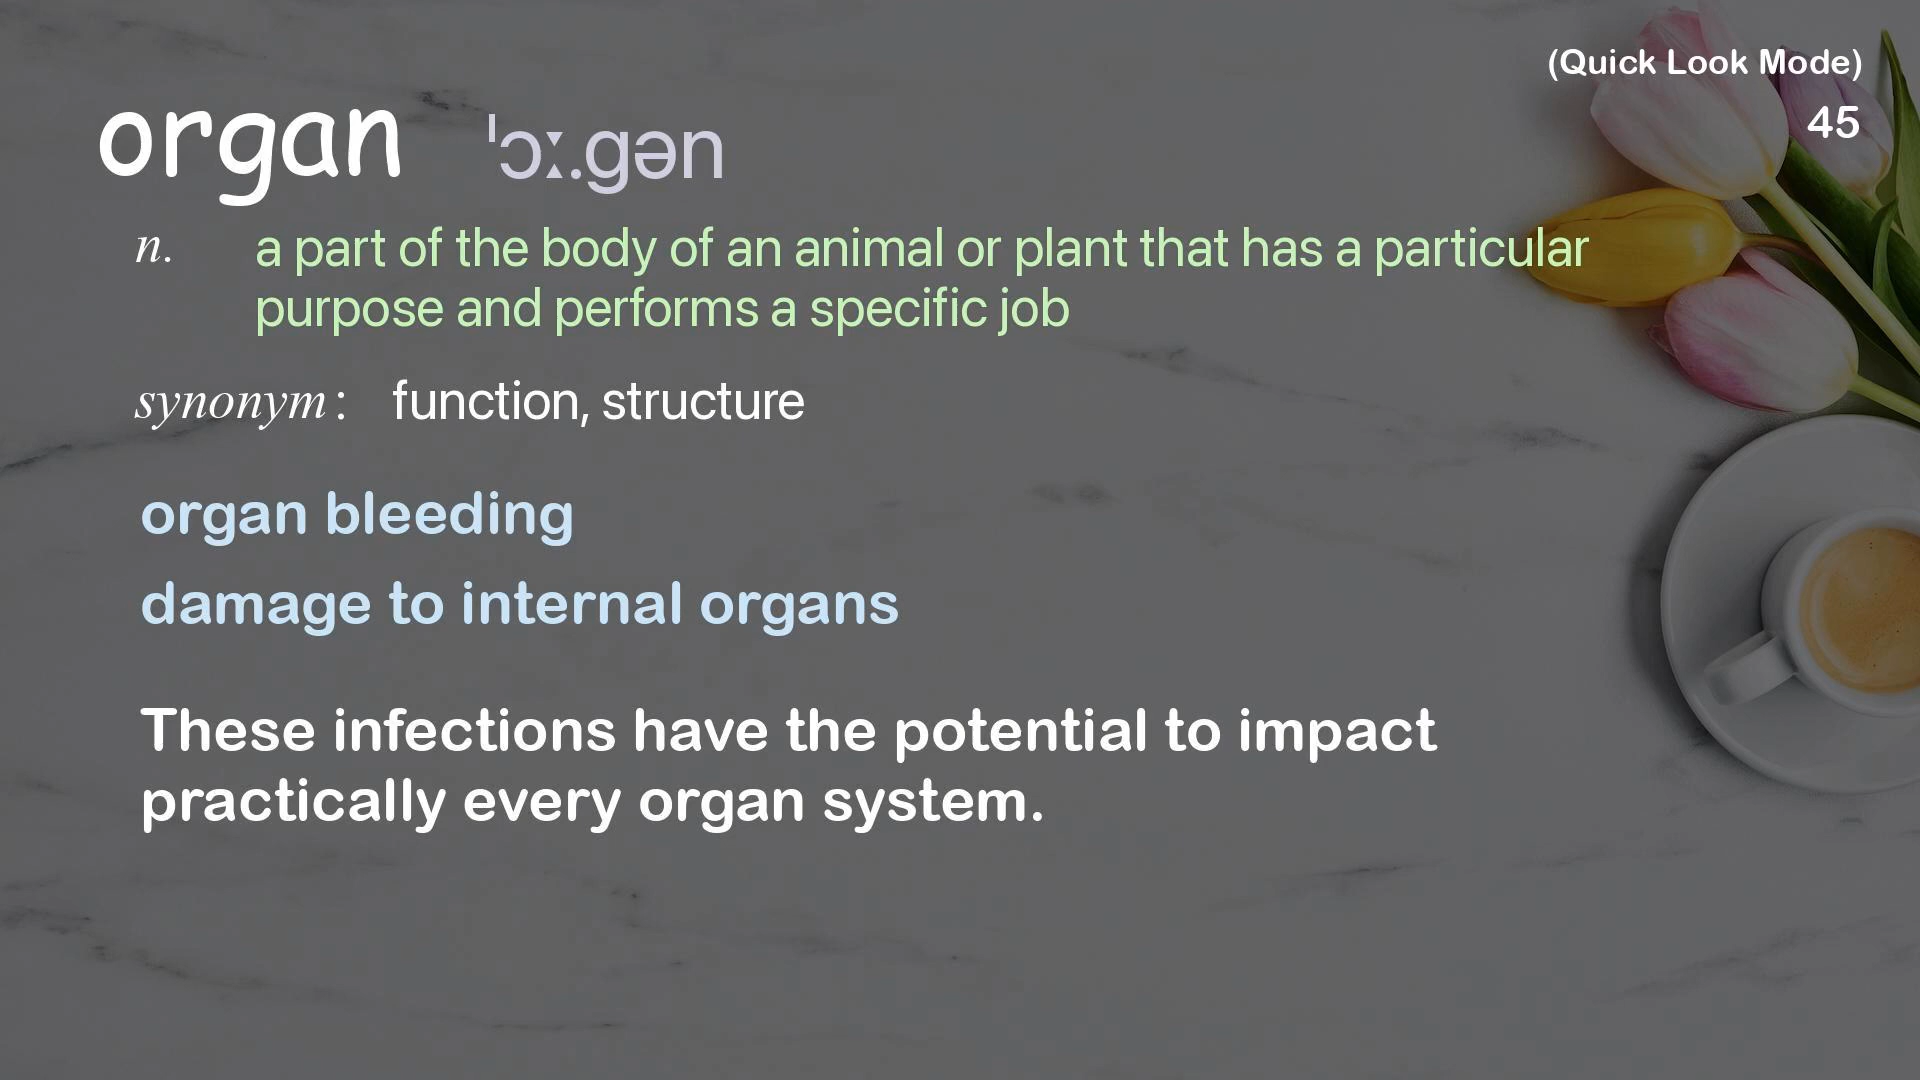 (Quick Look Mode)
45
organ ˈɔː.gən
n. a part of the body of an animal or plant that has a particular
purpose and performs a specific job
synonym: function, structure
organ bleeding
damage to internal organs
These infections have the potential to impact
practically every organ system.